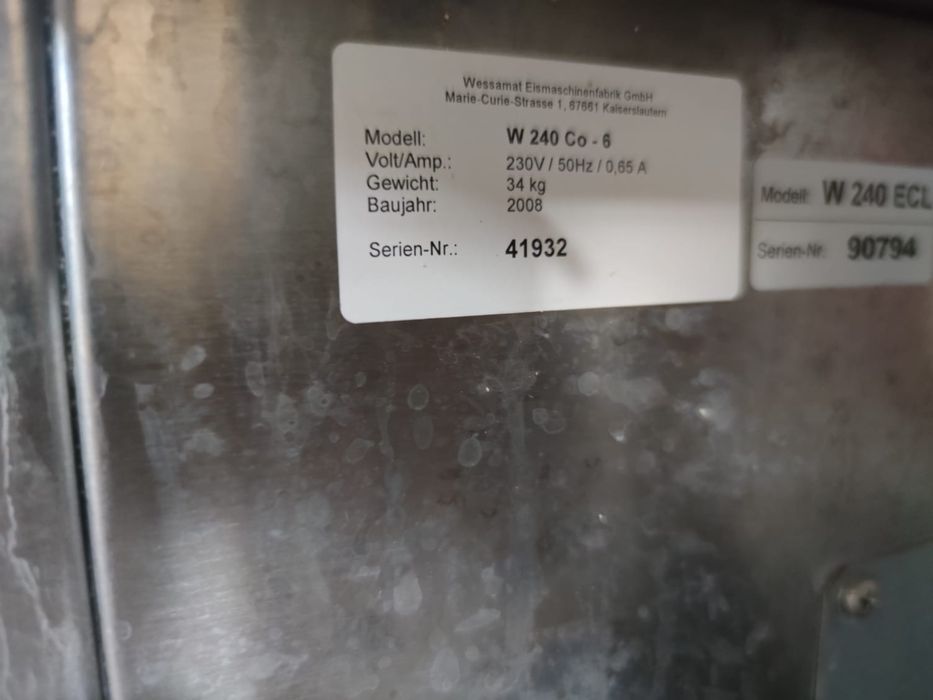 Wessamat Eismaschinenfabrik GmbH
Marie-Curie-Strasse 1, 67661 Kaiserslautern
Modell: W 240 Co - 6
Volt/Amp.: 230V / 50Hz / 0,65 A
Gewicht: 34 kg
Baujahr: 2008
Serien-Nr.: 41932
Modell: W 240 ECL
Serien-Nr: 90794